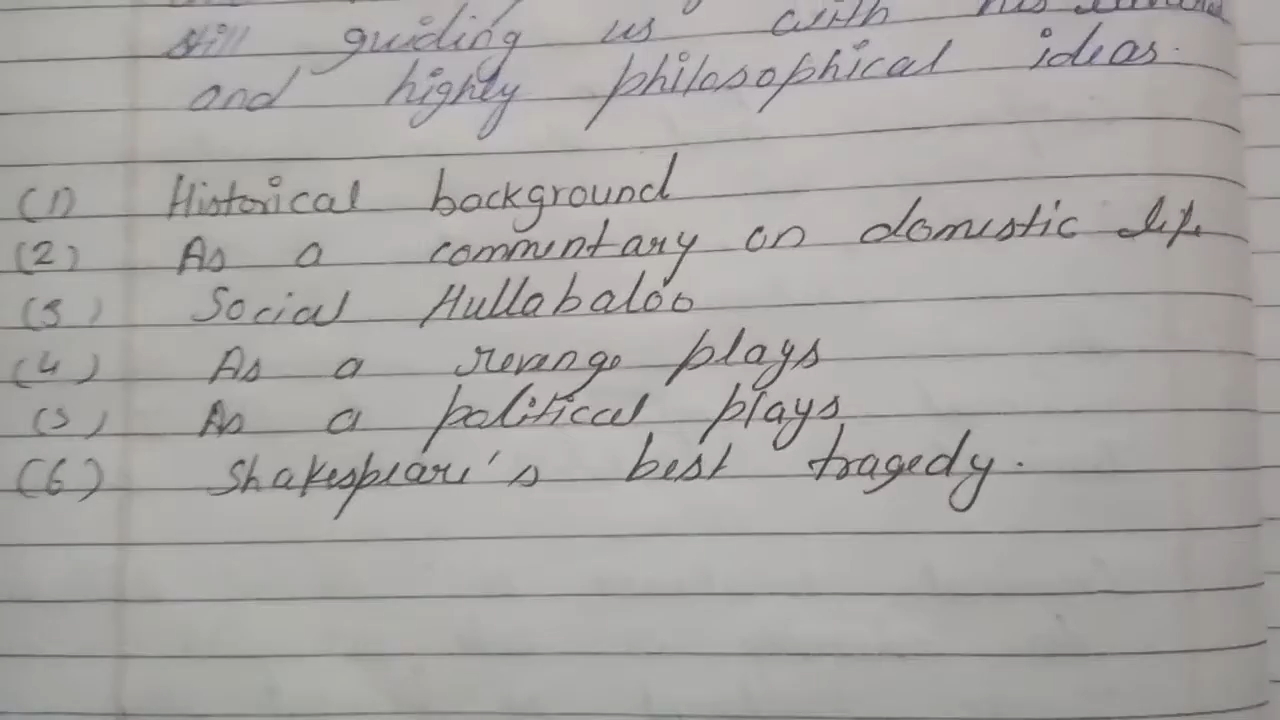 still guiding us with his
and highly philosophical ideas.
(1) Historical background
(2) As a commentary on domestic life
(3) Social Hullabaloo
(4) As a revenge plays
(5) As a political plays
(6) Shakespeare's best tragedy.